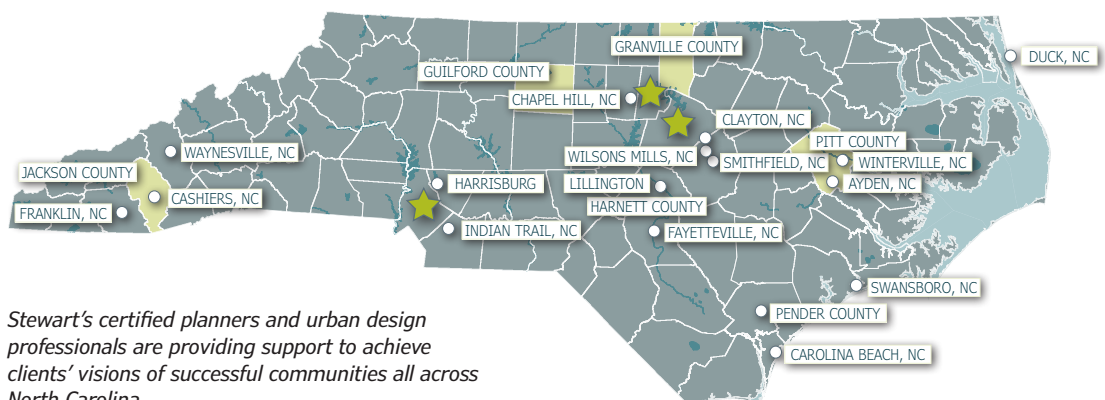 GRANVILLE COUNTY
DUCK, NC
GUILFORD COUNTY
CHAPEL HILL, NC
CLAYTON, NC
PITT COUNTY
WAYNESVILLE, NC
WILSONS MILLS, NC
SMITHFIELD, NC
WINTERVILLE, NC
JACKSON COUNTY
HARRISBURG
LILLINGTON
AYDEN, NC
CASHIERS, NC
FRANKLIN, NC
HARNETT COUNTY
INDIAN TRAIL, NC
FAYETTEVILLE, NC
SWANSBORO, NC
PENDER COUNTY
CAROLINA BEACH, NC
Stewart's certified planners and urban design
professionals are providing support to achieve
clients' visions of successful communities all across
North Carolina